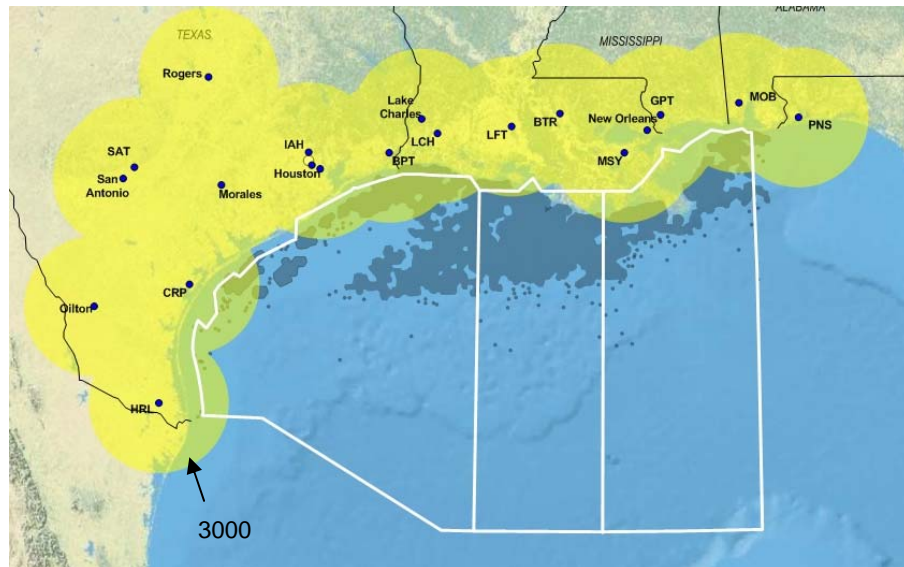 ALABAMA
TEXAS
MISSISSIPPI
Rogers
Lake
Charles
MOB
GPT
PNS
BTR
New Orleans
LFT
LCH
IAH
SAT
BPT
MSY
Houston
San
Antonio
Morales
CRP
Oilton
HRL
3000